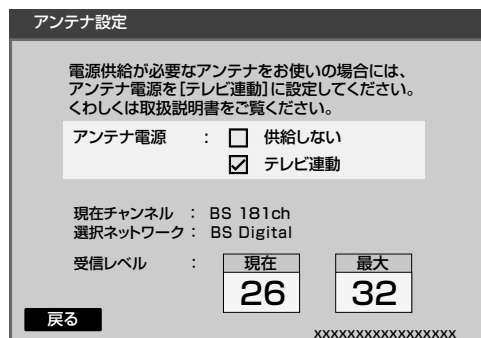 アンテナ設定
電源供給が必要なアンテナをお使いの場合には、
アンテナ電源を[テレビ連動]に設定してください。
くわしくは取扱説明書をご覧ください。
アンテナ電源 : 供給しない
テレビ連動
現在チャンネル : BS 181ch
選択ネットワーク : BS Digital
受信レベル : 現在 最大
26 32
戻る
xxxxxxxxxxxxxxxxx